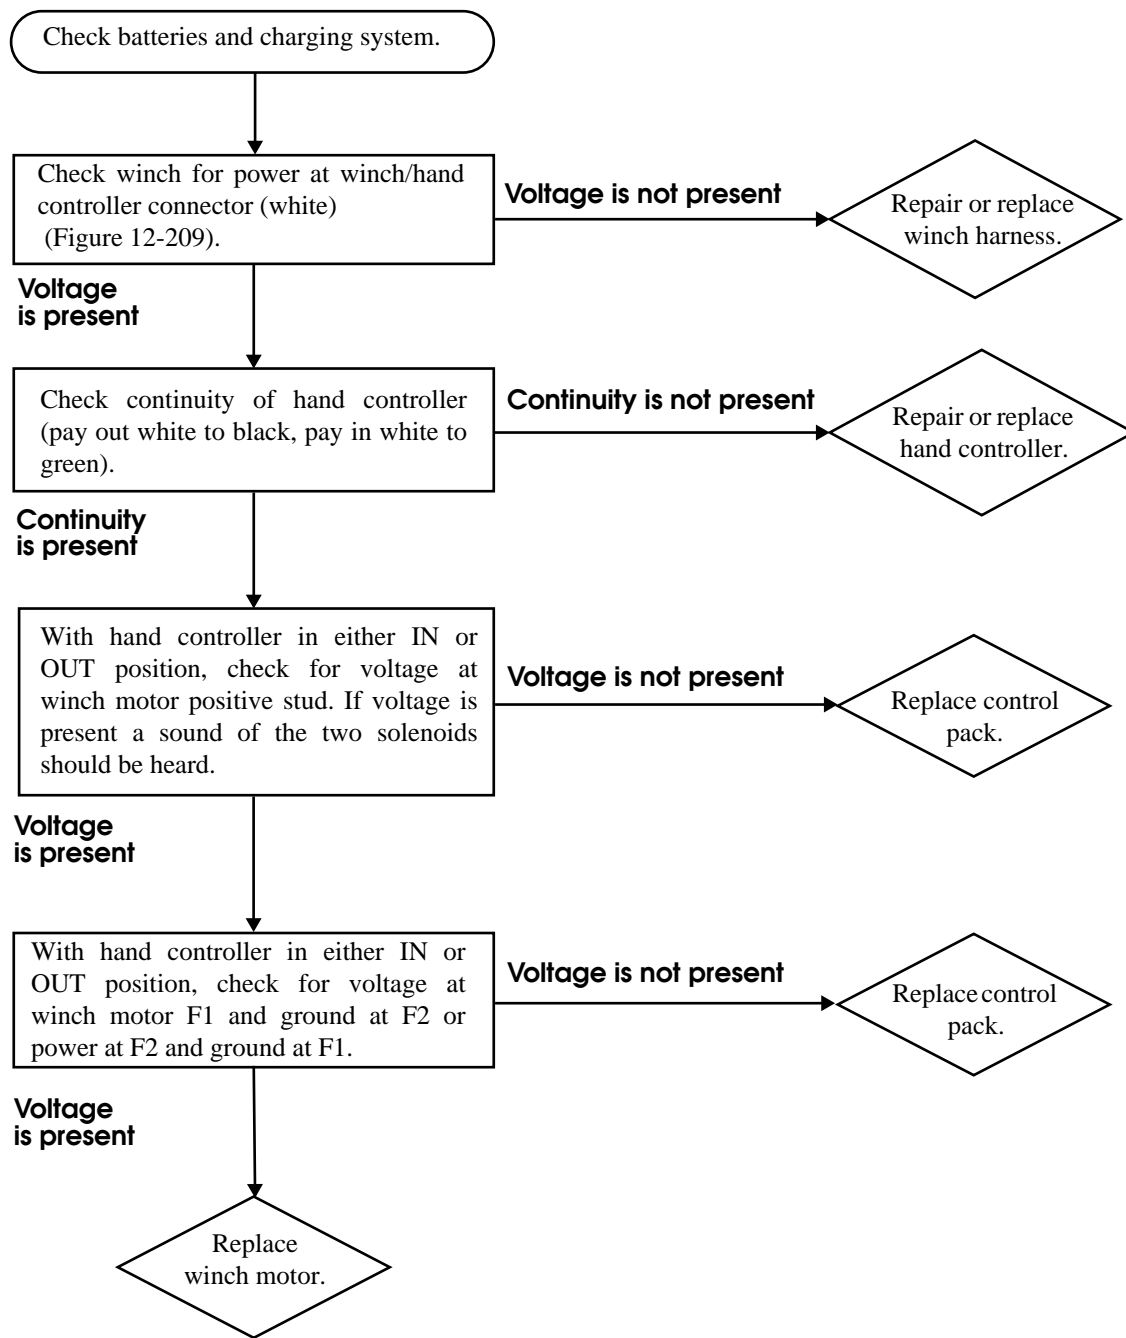 Check batteries and charging system.
Check winch for power at winch/hand
controller connector (white)
(Figure 12-209).
Voltage is not present
Repair or replace
winch harness.
Voltage
is present
Check continuity of hand controller
(pay out white to black, pay in white to
green).
Continuity is not present
Repair or replace
hand controller.
Continuity
is present
With hand controller in either IN or
OUT position, check for voltage at
winch motor positive stud. If voltage is
present a sound of the two solenoids
should be heard.
Voltage is not present
Replace control
pack.
Voltage
is present
With hand controller in either IN or
OUT position, check for voltage at
winch motor F1 and ground at F2 or
power at F2 and ground at F1.
Voltage is not present
Replace control
pack.
Voltage
is present
Replace
winch motor.